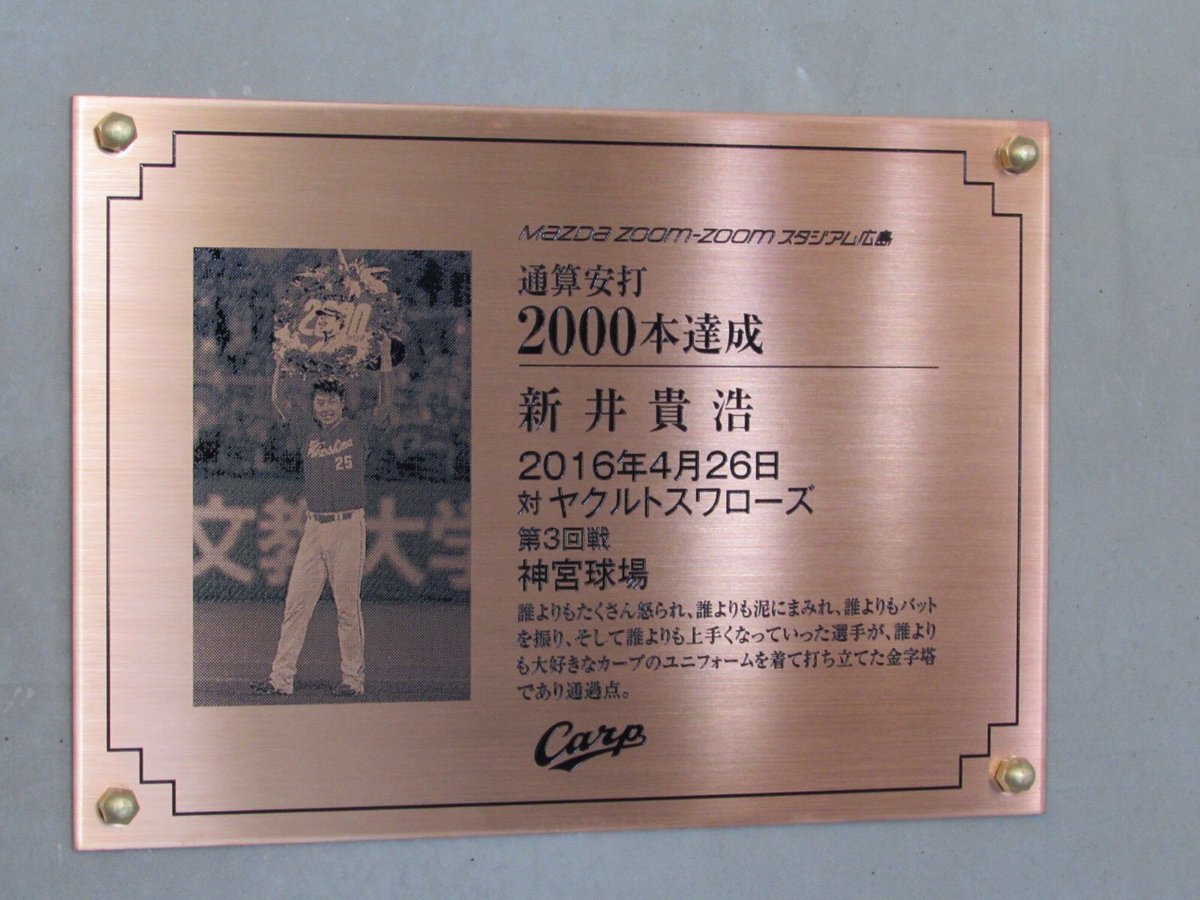 Mazda Zoom-Zoom スタジアム広島
通算安打
2000本達成
新井貴浩
2016年4月26日
対 ヤクルトスワローズ
第3回戦
神宮球場
誰よりもたくさん怒られ、誰よりも泥にまみれ、誰よりもバット
を振り、そして誰よりも上手くなっていった選手が、誰より
も大好きなカープのユニフォームを着て打ち立てた金字塔
であり通過点。
Carp
2000
Hiroshima
25
文教大学